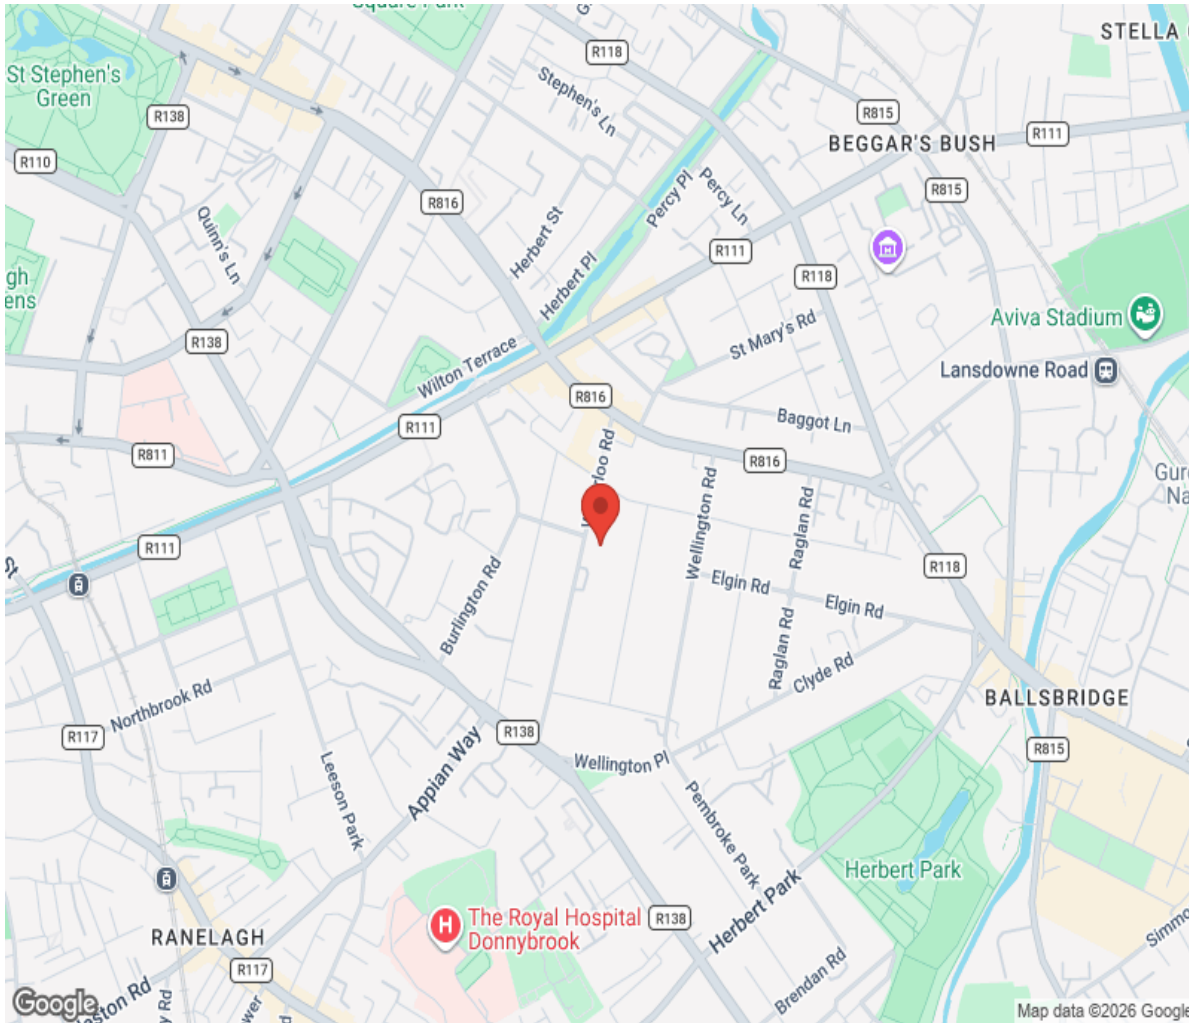 Square Park
R118
STELLA
St Stephen's
Green
R138
Stephen's Ln
R815
BEGGAR'S BUSH
R111
R110
R816
Percy Pl
Percy Ln
R815
Quinn's Ln
Herbert St
R111
Herbert Pl
R118
Aviva Stadium
St Mary's Rd
R138
Wilton Terrace
Lansdowne Road
R816
Baggot Ln
R111
R811
R816
Wellington Rd
Raglan Rd
R111
R118
Elgin Rd
Elgin Rd
Burlington Rd
Raglan Rd
Clyde Rd
Northbrook Rd
BALLSBRIDGE
R117
R138
R815
Appian Way
Wellington Pl
Leeson Park
Pembroke Park
Herbert Park
Herbert Park
The Royal Hospital
Donnybrook
R138
RANELAGH
R117
Brendan Rd
Google
Map data ©2026 Google